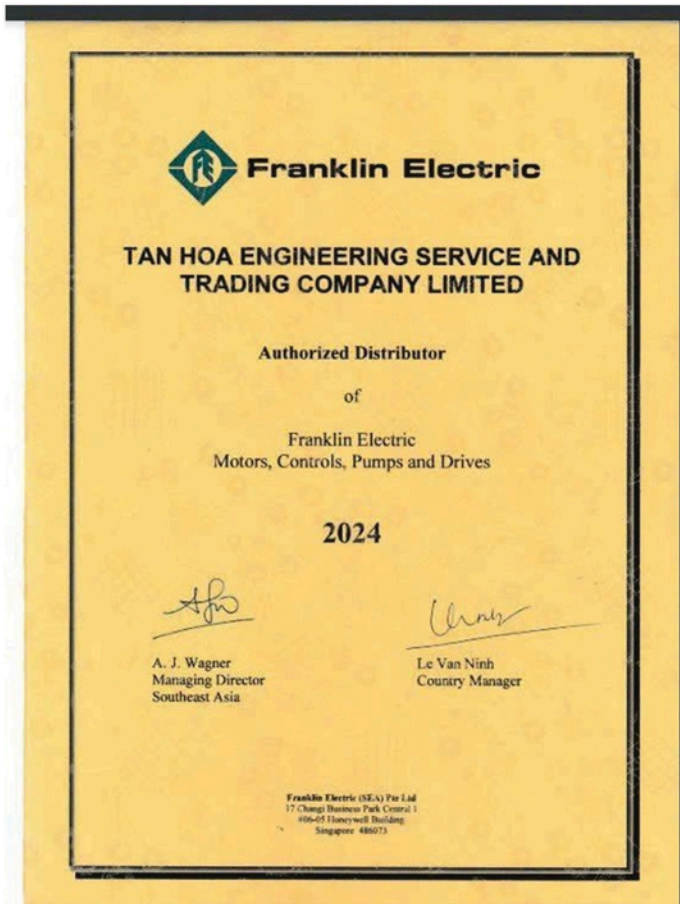 Franklin Electric
TAN HOA ENGINEERING SERVICE AND
TRADING COMPANY LIMITED
Authorized Distributor
of
Franklin Electric
Motors, Controls, Pumps and Drives
2024
A. J. Wagner
Managing Director
Southeast Asia
Le Van Ninh
Country Manager
Franklin Electric (SEA) Pte Ltd
17 Changi Business Park Central 1
#06-05 Honeywell Building
Singapore 486073